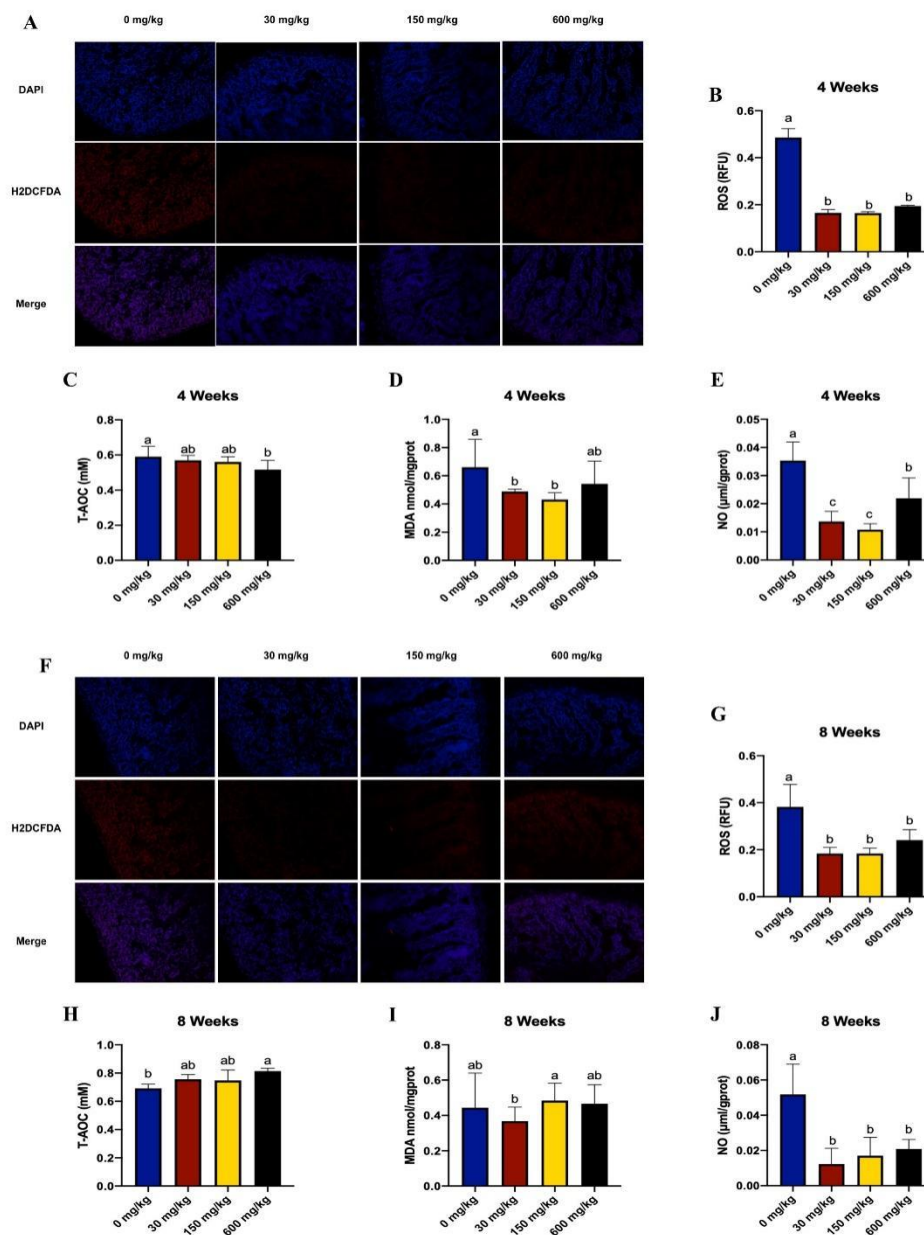 A
0 mg/kg 30 mg/kg 150 mg/kg 600 mg/kg
DAPI
H2DCFDA
Merge
B
4 Weeks
ROS (RFU)
0.6
0.4
0.2
0.0
a
b
b
b
0 mg/kg
30 mg/kg
150 mg/kg
600 mg/kg
C
4 Weeks
T-AOC (mM)
0.8
0.6
0.4
0.2
0.0
a
ab
ab
b
0 mg/kg
30 mg/kg
150 mg/kg
600 mg/kg
D
4 Weeks
MDA nmol/mgprot
1.0
0.8
0.6
0.4
0.2
0.0
a
b
b
ab
0 mg/kg
30 mg/kg
150 mg/kg
600 mg/kg
E
4 Weeks
NO (μml/gprot)
0.05
0.04
0.03
0.02
0.01
0.00
a
c
c
b
0 mg/kg
30 mg/kg
150 mg/kg
600 mg/kg
F
0 mg/kg 30 mg/kg 150 mg/kg 600 mg/kg
DAPI
H2DCFDA
Merge
G
8 Weeks
ROS (RFU)
0.6
0.4
0.2
0.0
a
b
b
b
0 mg/kg
30 mg/kg
150 mg/kg
600 mg/kg
H
8 Weeks
T-AOC (mM)
1.0
0.8
0.6
0.4
0.2
0.0
b
ab
ab
a
0 mg/kg
30 mg/kg
150 mg/kg
600 mg/kg
I
8 Weeks
MDA nmol/mgprot
0.8
0.6
0.4
0.2
0.0
ab
b
a
ab
0 mg/kg
30 mg/kg
150 mg/kg
600 mg/kg
J
8 Weeks
NO (μml/gprot)
0.08
0.06
0.04
0.02
0.00
a
b
b
b
0 mg/kg
30 mg/kg
150 mg/kg
600 mg/kg